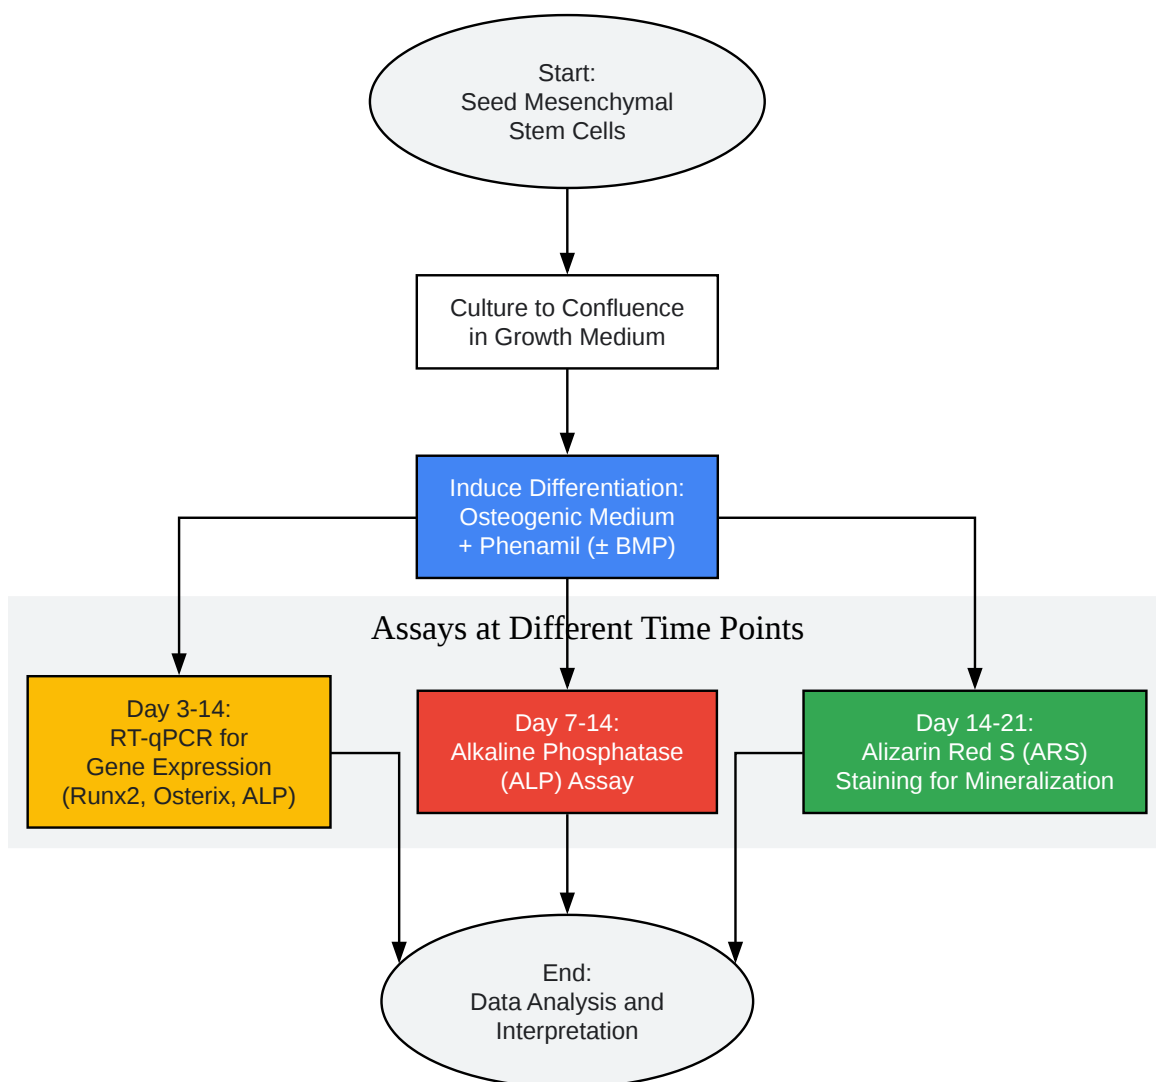 Start:
Seed Mesenchymal
Stem Cells
Culture to Confluence
in Growth Medium
Induce Differentiation:
Osteogenic Medium
+ Phenamil (± BMP)
Assays at Different Time Points
Day 3-14:
RT-qPCR for
Gene Expression
(Runx2, Osterix, ALP)
Day 7-14:
Alkaline Phosphatase
(ALP) Assay
Day 14-21:
Alizarin Red S (ARS)
Staining for Mineralization
End:
Data Analysis and
Interpretation